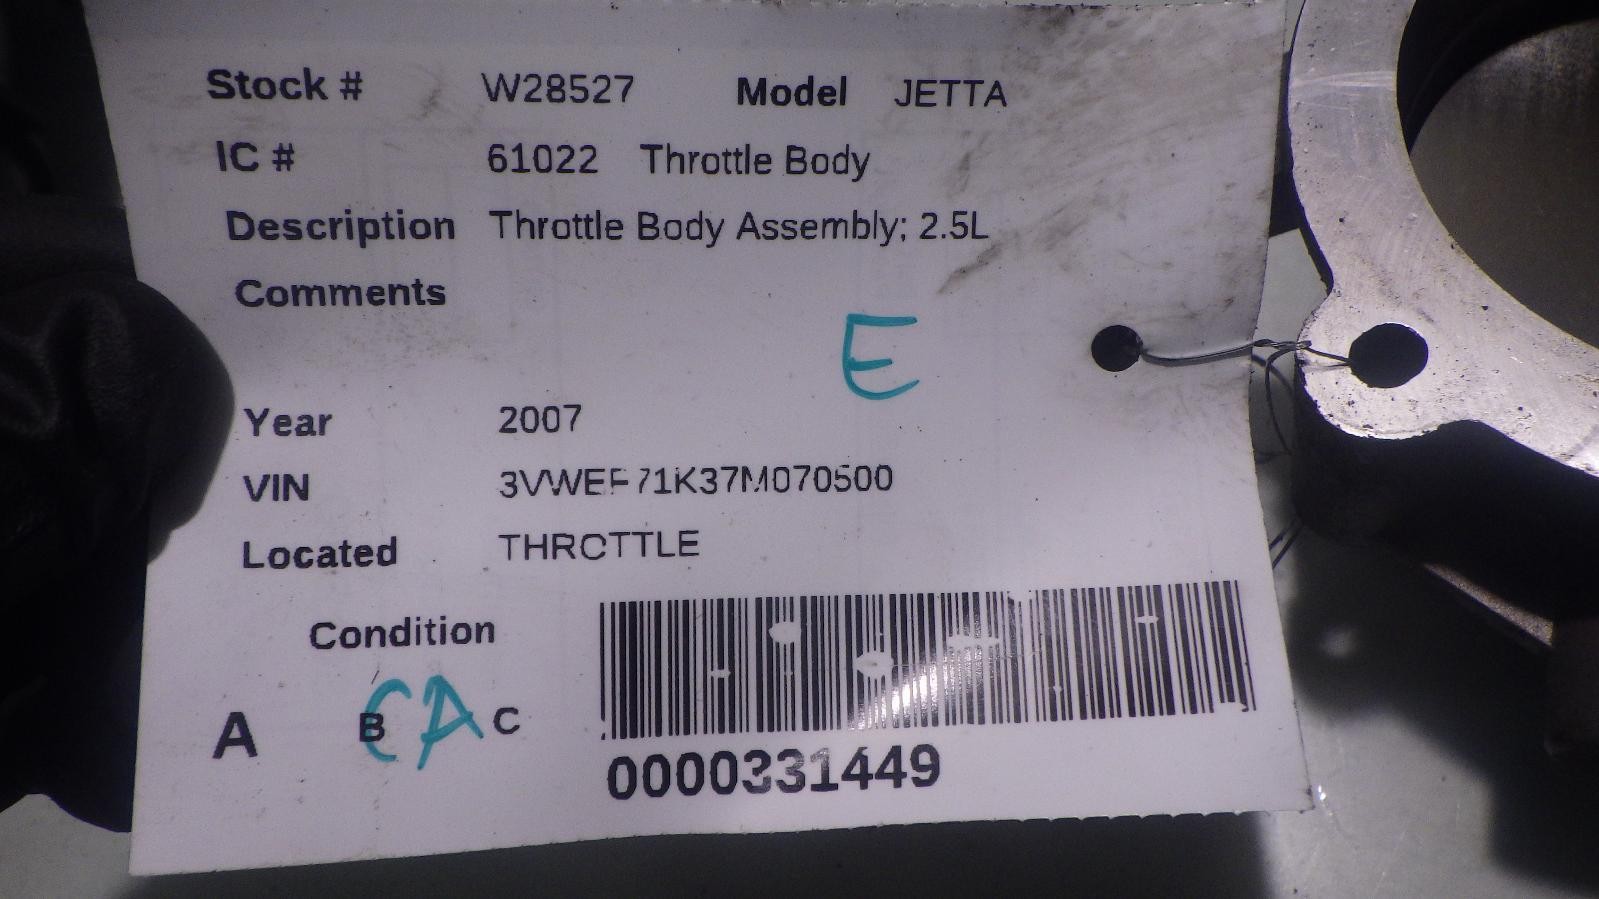 Stock # W28527 Model JETTA
IC # 61022 Throttle Body
Description Throttle Body Assembly; 2.5L
Comments
E
Year 2007
VIN 3VWEF71K37M070500
Located THROTTLE
Condition
A B CA C
0000331449